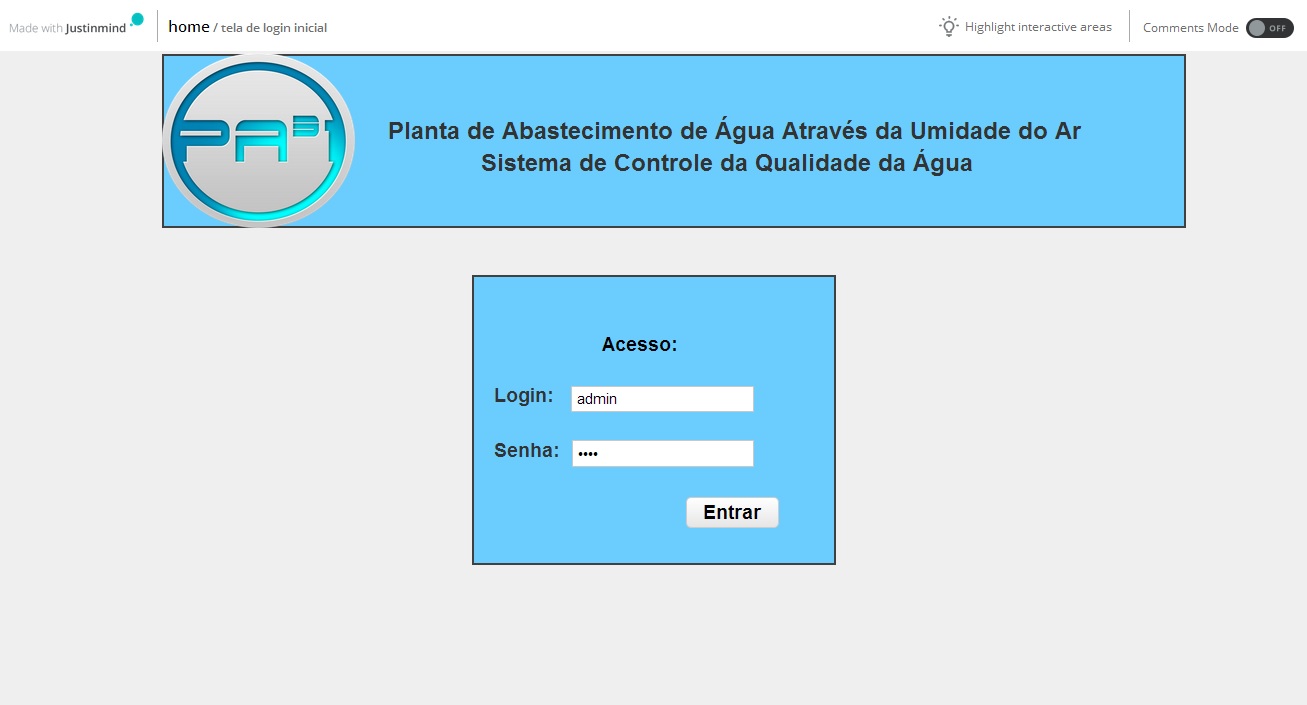 Made with Justinmind
home / tela de login inicial
Highlight interactive areas
Comments Mode
OFF
PA31
Planta de Abastecimento de Água Através da Umidade do Ar
Sistema de Controle da Qualidade da Água
Acesso:
Login: admin
Senha: ••••
Entrar